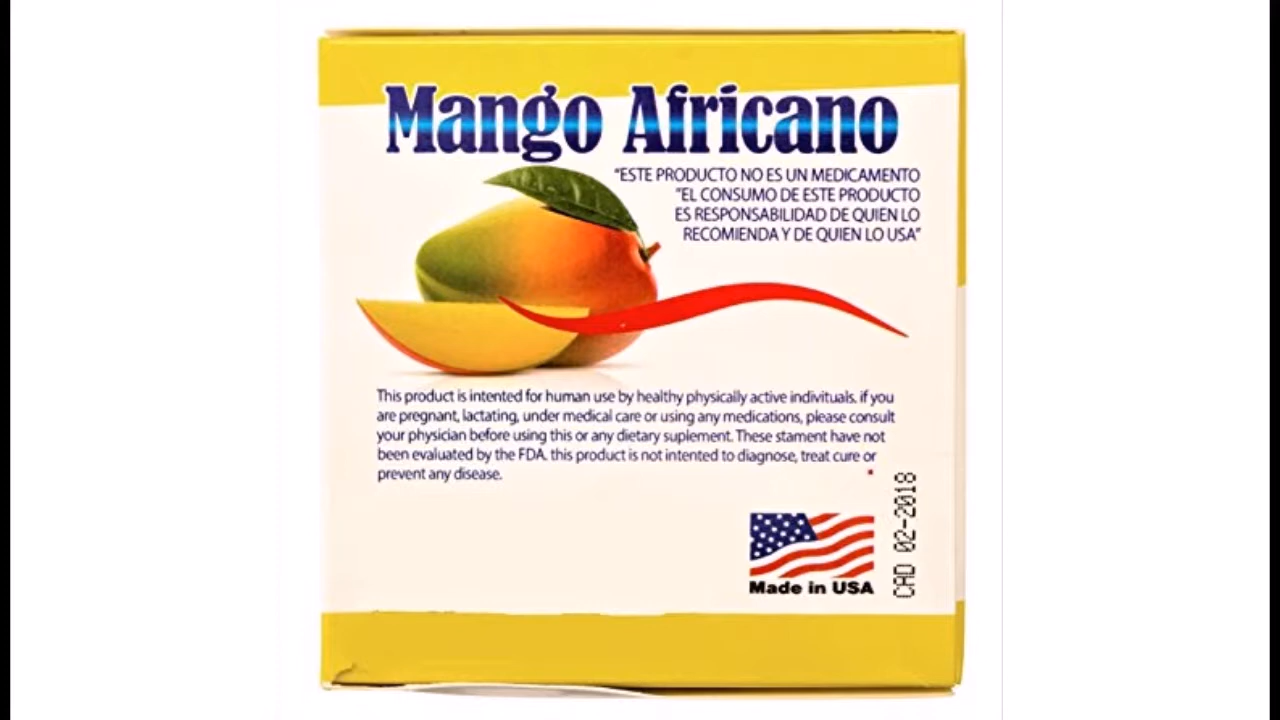 Mango Africano
“ESTE PRODUCTO NO ES UN MEDICAMENTO
“EL CONSUMO DE ESTE PRODUCTO
ES RESPONSABILIDAD DE QUIEN LO
RECOMIENDA Y DE QUIEN LO USA”
This product is intented for human use by healthy physically active indivituals. if you
are pregnant, lactating, under medical care or using any medications, please consult
your physician before using this or any dietary suplement. These stament have not
been evaluated by the FDA. this product is not intented to diagnose, treat cure or
prevent any disease.
Made in USA
CAD 02-2018